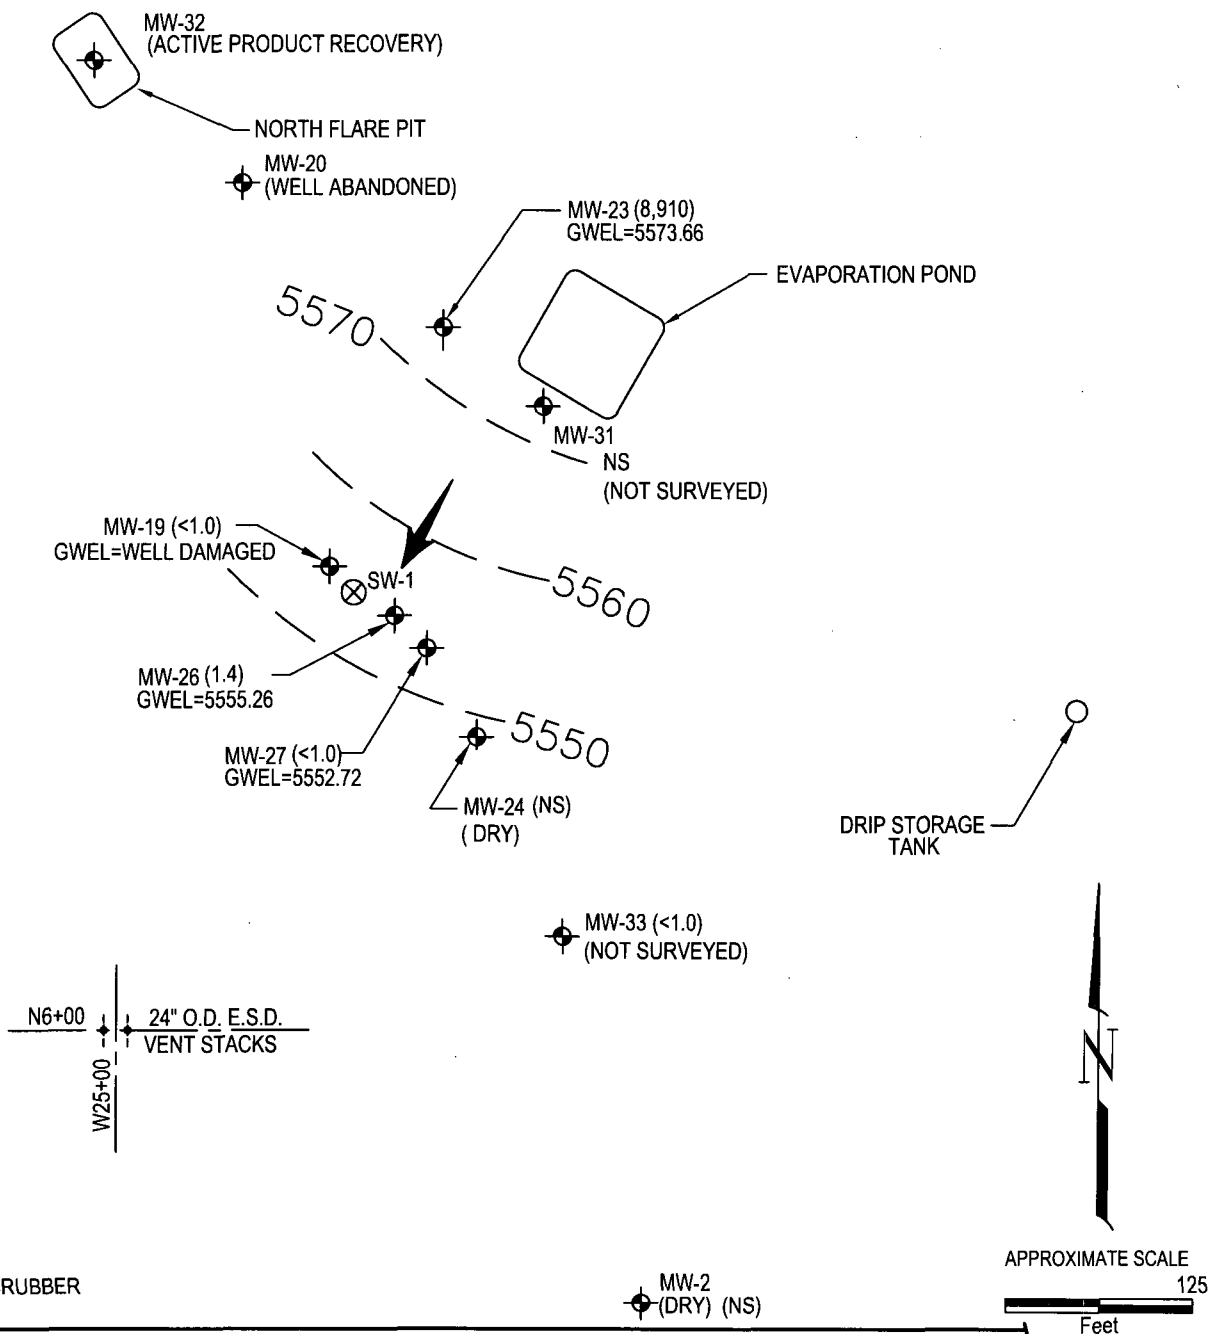 MW-32
(ACTIVE PRODUCT RECOVERY)
NORTH FLARE PIT
MW-20
(WELL ABANDONED)
MW-23 (8,910)
GWEL=5573.66
EVAPORATION POND
5570
MW-31
NS
(NOT SURVEYED)
MW-19 (<1.0)
GWEL=WELL DAMAGED
SW-1
5560
MW-26 (1.4)
GWEL=5555.26
5550
MW-27 (<1.0)
GWEL=5552.72
MW-24 (NS)
( DRY)
DRIP STORAGE
TANK
MW-33 (<1.0)
(NOT SURVEYED)
N6+00
24" O.D. E.S.D.
VENT STACKS
W25+00
N
APPROXIMATE SCALE
125
Feet
RUBBER
MW-2
(DRY) (NS)